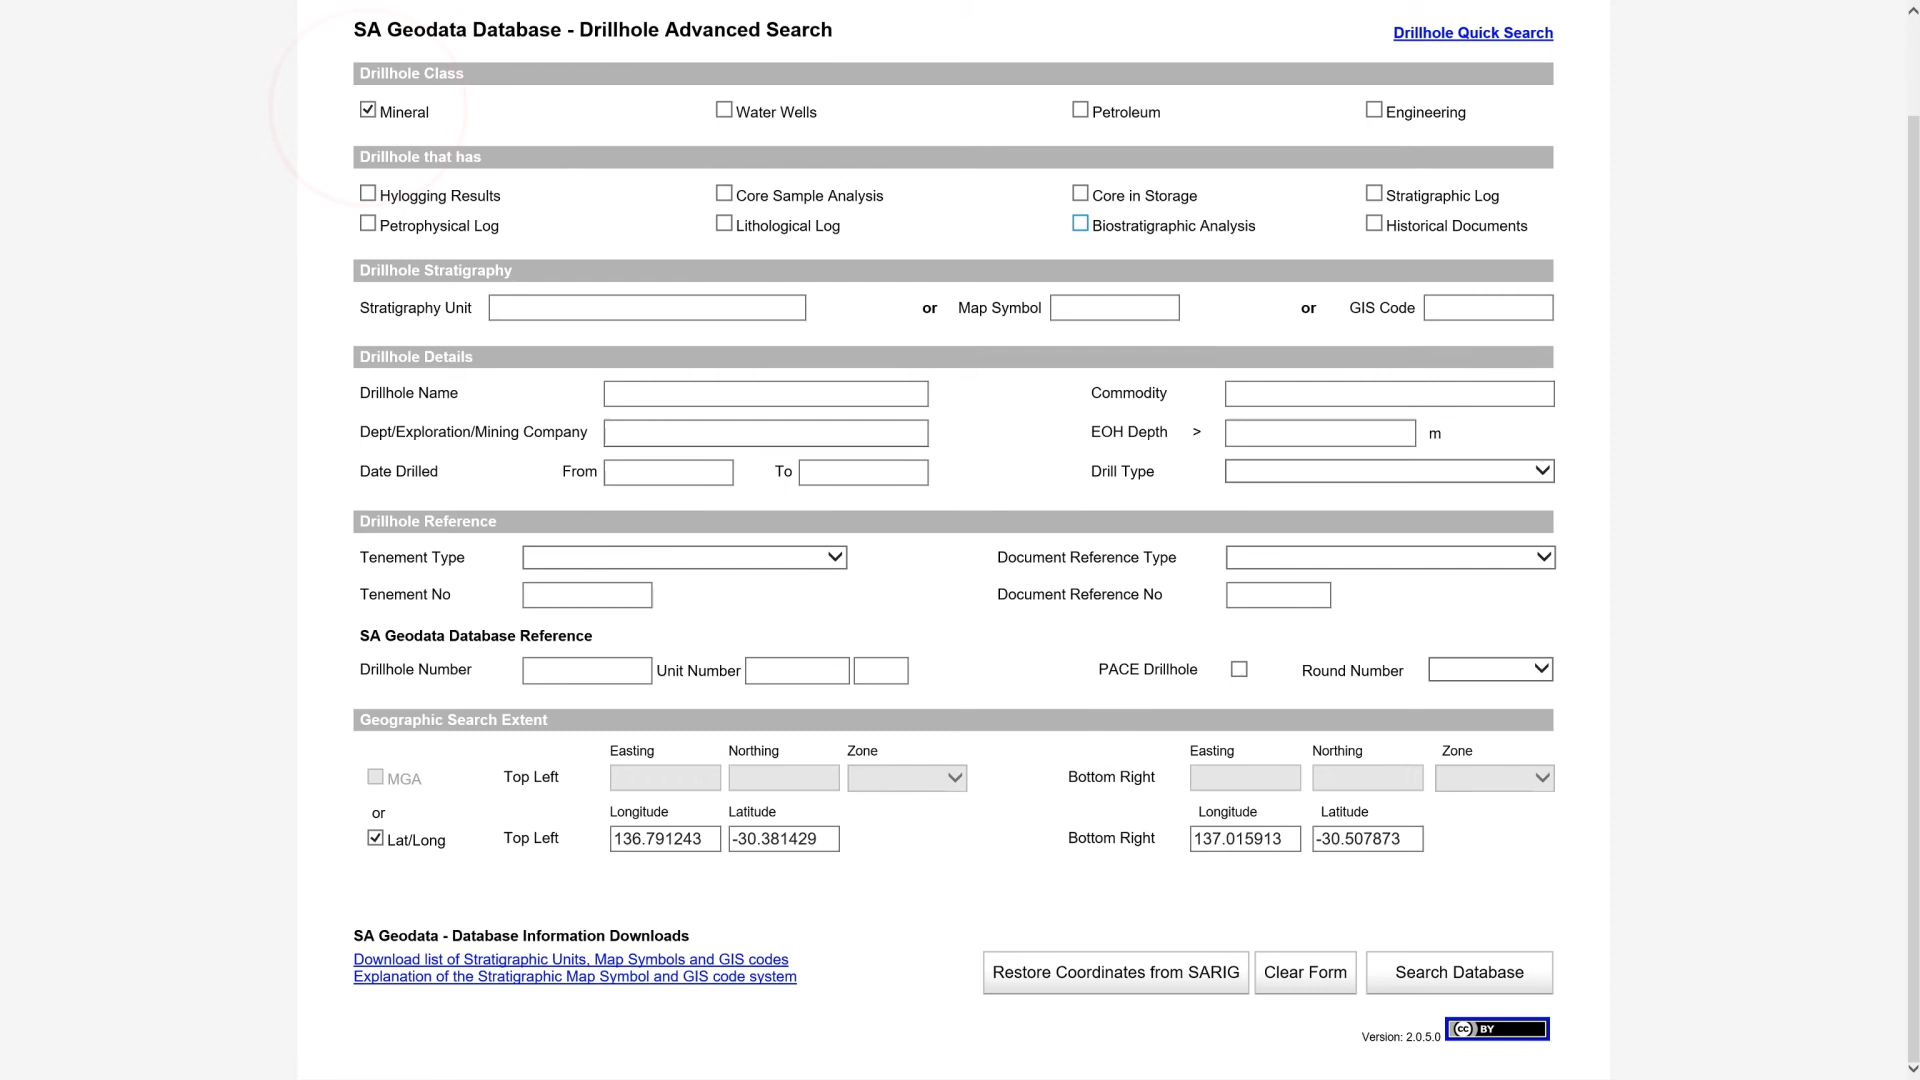 SA Geodata Database - Drillhole Advanced Search
Drillhole Quick Search
Drillhole Class
Mineral Water Wells Petroleum Engineering
Drillhole that has
Hylogging Results Core Sample Analysis Core in Storage Stratigraphic Log
Petrophysical Log Lithological Log Biostratigraphic Analysis Historical Documents
Drillhole Stratigraphy
Stratigraphy Unit or Map Symbol or GIS Code
Drillhole Details
Drillhole Name Commodity
Dept/Exploration/Mining Company EOH Depth > m
Date Drilled From To Drill Type
Drillhole Reference
Tenement Type Document Reference Type
Tenement No Document Reference No
SA Geodata Database Reference
Drillhole Number Unit Number PACE Drillhole Round Number
Geographic Search Extent
Easting Northing Zone Easting Northing Zone
MGA Top Left Bottom Right
or Longitude Latitude Longitude Latitude
Lat/Long Top Left 136.791243 -30.381429 Bottom Right 137.015913 -30.507873
SA Geodata - Database Information Downloads
Download list of Stratigraphic Units, Map Symbols and GIS codes
Explanation of the Stratigraphic Map Symbol and GIS code system
Restore Coordinates from SARIG Clear Form Search Database
Version: 2.0.5.0 cc BY